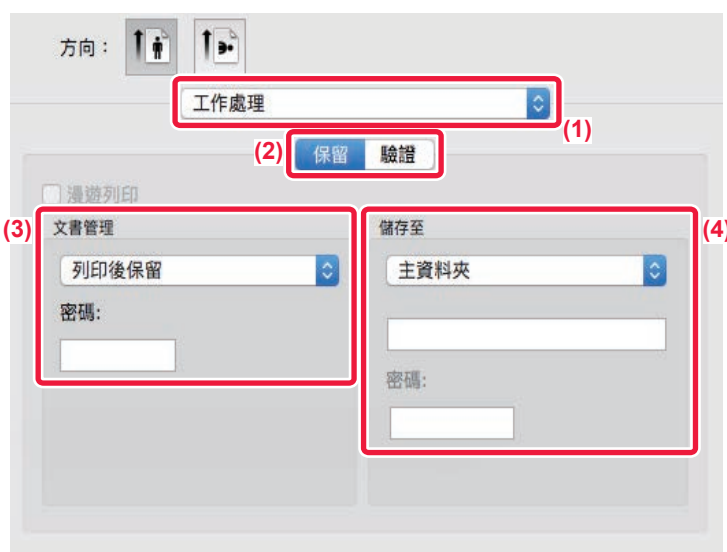 方向：
工作處理
(1)
(2)
保留 驗證
漫遊列印
(3)
文書管理
列印後保留
密碼:
(4)
儲存至
主資料夾
密碼: